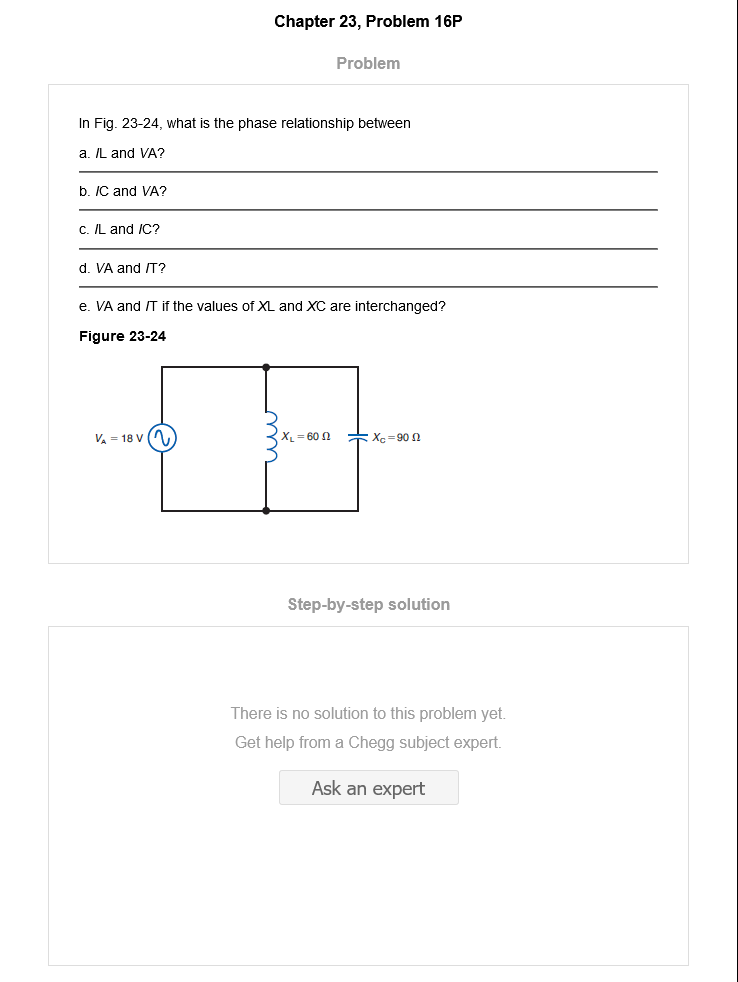 Chapter 23, Problem 16P
Problem
In Fig. 23-24, what is the phase relationship between
a. IL and VA?
b. IC and VA?
c. IL and IC?
d. VA and IT?
e. VA and IT if the values of XL and XC are interchanged?
Figure 23-24
V_A = 18 V X_L = 60 Ω X_C = 90 Ω
Step-by-step solution
There is no solution to this problem yet.
Get help from a Chegg subject expert.
Ask an expert